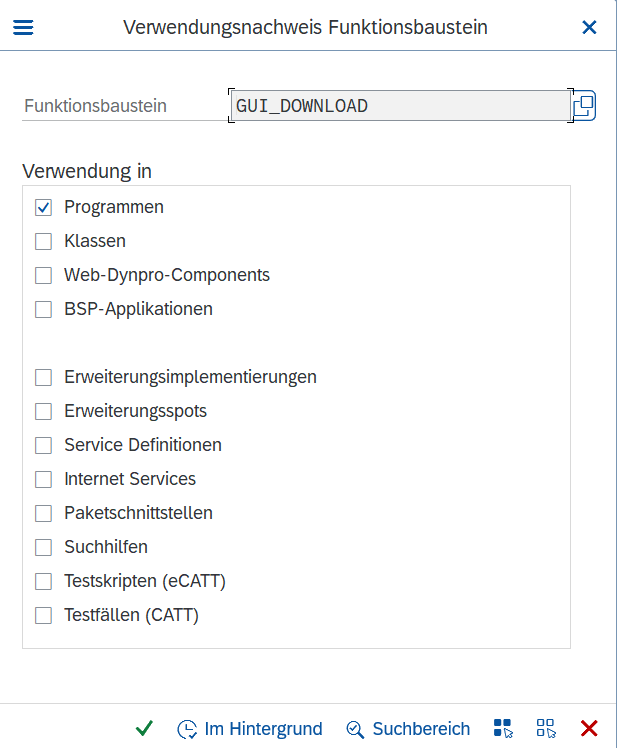 Verwendungsnachweis Funktionsbaustein
Funktionsbaustein GUI_DOWNLOAD
Verwendung in
Programmen
Klassen
Web-Dynpro-Components
BSP-Applikationen
Erweiterungsimplementierungen
Erweiterungsspots
Service Definitionen
Internet Services
Paketschnittstellen
Suchhilfen
Testskripten (eCATT)
Testfällen (CATT)
Im Hintergrund Suchbereich